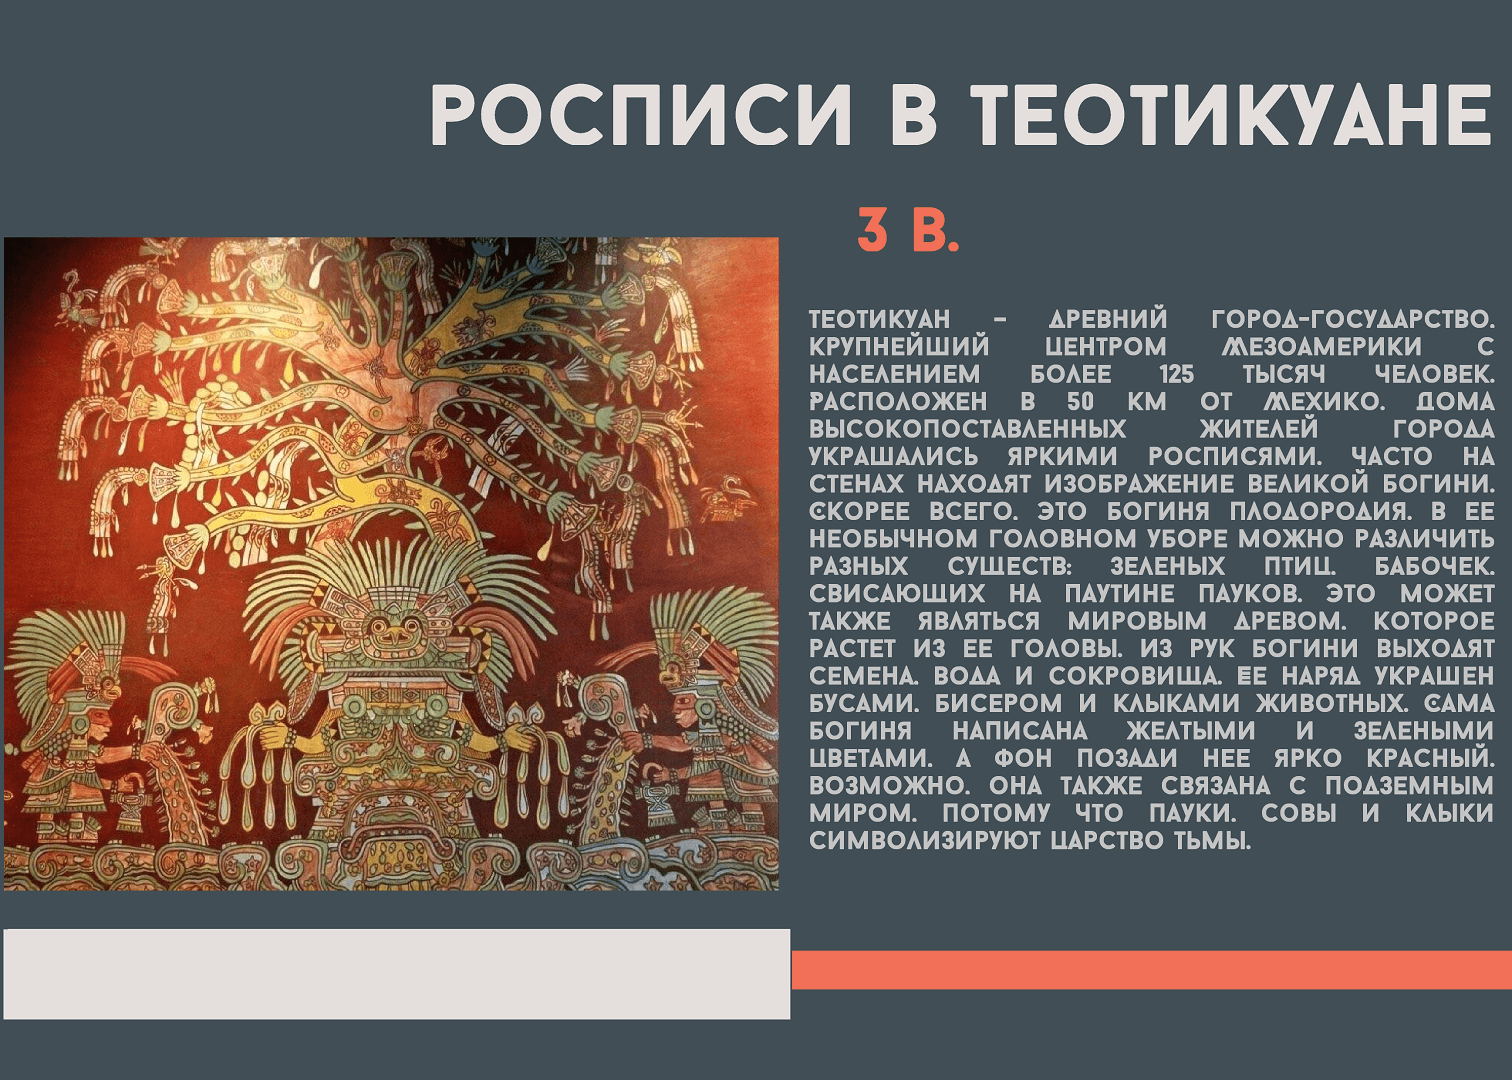 РОСПИСИ В ТЕОТИКУАНЕ
3 В.
ТЕОТИКУАН – ДРЕВНИЙ ГОРОД-ГОСУДАРСТВО.
КРУПНЕЙШИЙ ЦЕНТРОМ МЕЗОАМЕРИКИ С
НАСЕЛЕНИЕМ БОЛЕЕ 125 ТЫСЯЧ ЧЕЛОВЕК.
РАСПОЛОЖЕН В 50 КМ ОТ МЕХИКО. ДОМА
ВЫСОКОПОСТАВЛЕННЫХ ЖИТЕЛЕЙ ГОРОДА
УКРАШАЛИСЬ ЯРКИМИ РОСПИСЯМИ. ЧАСТО НА
СТЕНАХ НАХОДЯТ ИЗОБРАЖЕНИЕ ВЕЛИКОЙ БОГИНИ.
СКОРЕЕ ВСЕГО. ЭТО БОГИНЯ ПЛОДОРОДИЯ. В ЕЕ
НЕОБЫЧНОМ ГОЛОВНОМ УБОРЕ МОЖНО РАЗЛИЧИТЬ
РАЗНЫХ СУЩЕСТВ: ЗЕЛЕНЫХ ПТИЦ. БАБОЧЕК.
СВИСАЮЩИХ НА ПАУТИНЕ ПАУКОВ. ЭТО МОЖЕТ
ТАКЖЕ ЯВЛЯТЬСЯ МИРОВЫМ ДРЕВОМ. КОТОРОЕ
РАСТЕТ ИЗ ЕЕ ГОЛОВЫ. ИЗ РУК БОГИНИ ВЫХОДЯТ
СЕМЕНА. ВОДА И СОКРОВИЩА. ЕЕ НАРЯД УКРАШЕН
БУСАМИ. БИСЕРОМ И КЛЫКАМИ ЖИВОТНЫХ. САМА
БОГИНЯ НАПИСАНА ЖЕЛТЫМИ И ЗЕЛЕНЫМИ
ЦВЕТАМИ. А ФОН ПОЗАДИ НЕЕ ЯРКО КРАСНЫЙ.
ВОЗМОЖНО. ОНА ТАКЖЕ СВЯЗАНА С ПОДЗЕМНЫМ
МИРОМ. ПОТОМУ ЧТО ПАУКИ. СОВЫ И КЛЫКИ
СИМВОЛИЗИРУЮТ ЦАРСТВО ТЬМЫ.